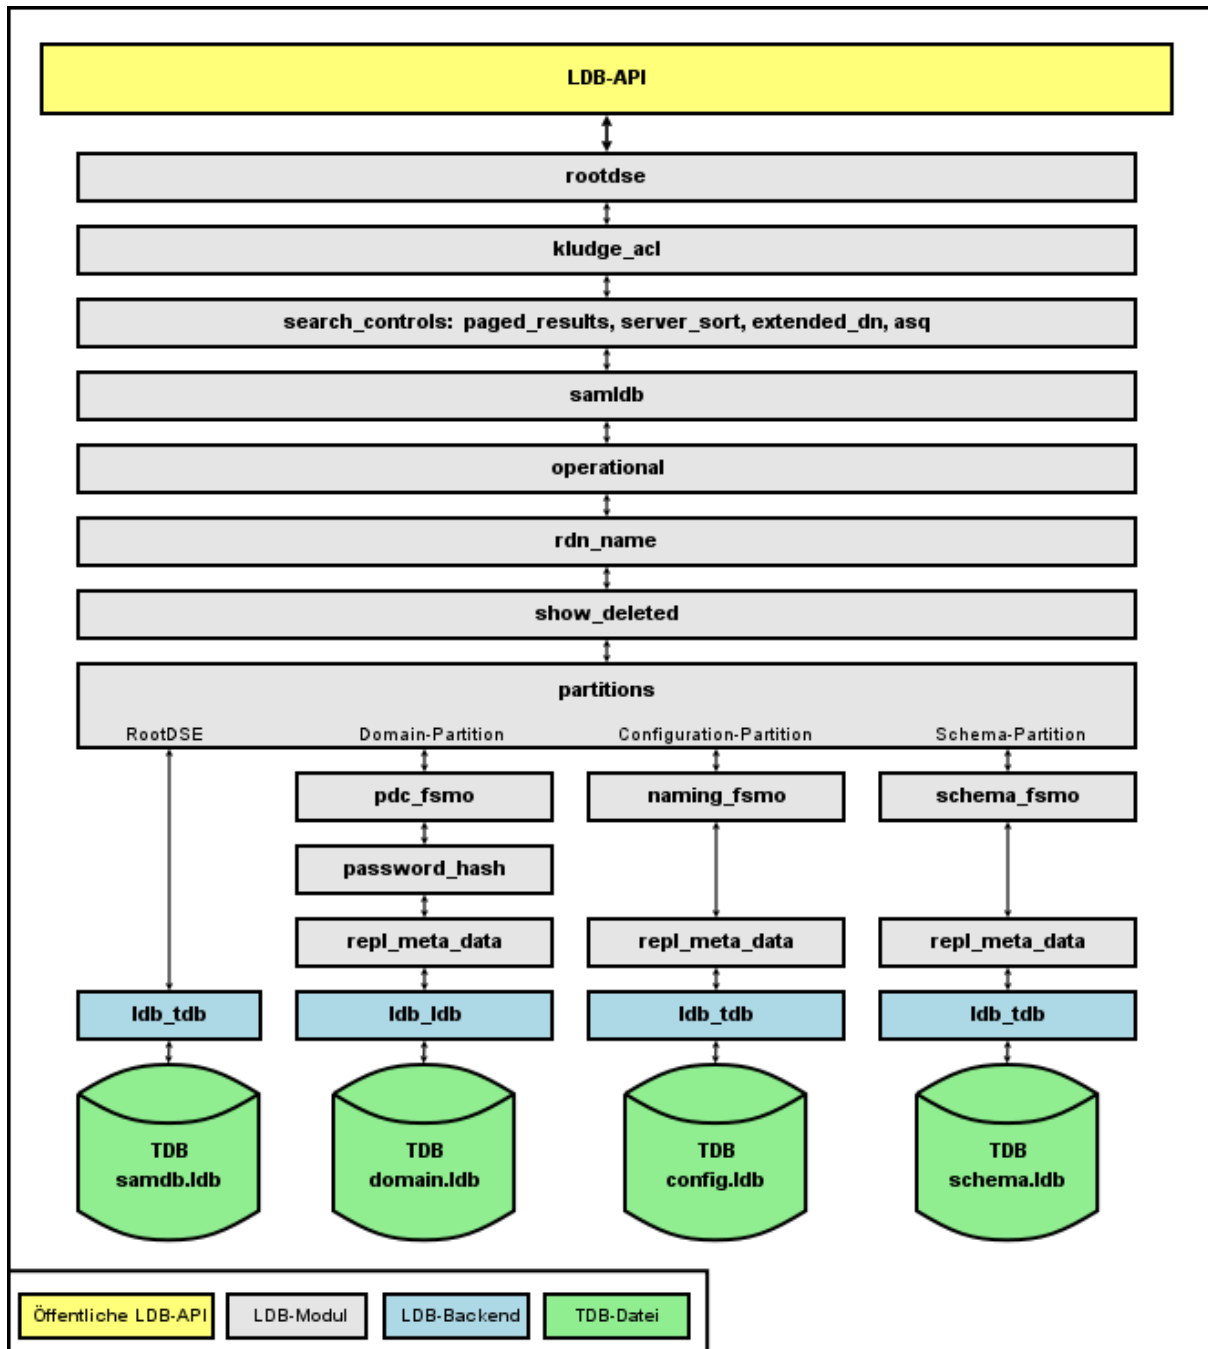 LDB-API
rootdse
kludge_acl
search_controls: paged_results, server_sort, extended_dn, asq
samldb
operational
rdn_name
show_deleted
partitions
RootDSE Domain-Partition Configuration-Partition Schema-Partition
pdc_fsmo naming_fsmo schema_fsmo
password_hash
repl_meta_data repl_meta_data repl_meta_data
ldb_tdb ldb_ldb ldb_tdb ldb_tdb
TDB TDB TDB TDB
samdb.ldb domain.ldb config.ldb schema.ldb
Öffentliche LDB-API LDB-Modul LDB-Backend TDB-Datei